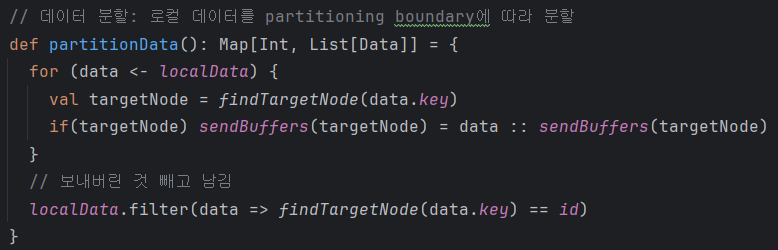 // 데이터 분할: 로컬 데이터를 partitioning boundary에 따라 분할
def partitionData(): Map[Int, List[Data]] = {
  for (data <- localData) {
    val targetNode = findTargetNode(data.key)
    if(targetNode) sendBuffers(targetNode) = data :: sendBuffers(targetNode)
  }
  // 보내버린 것 빼고 남김
  localData.filter(data => findTargetNode(data.key) == id)
}